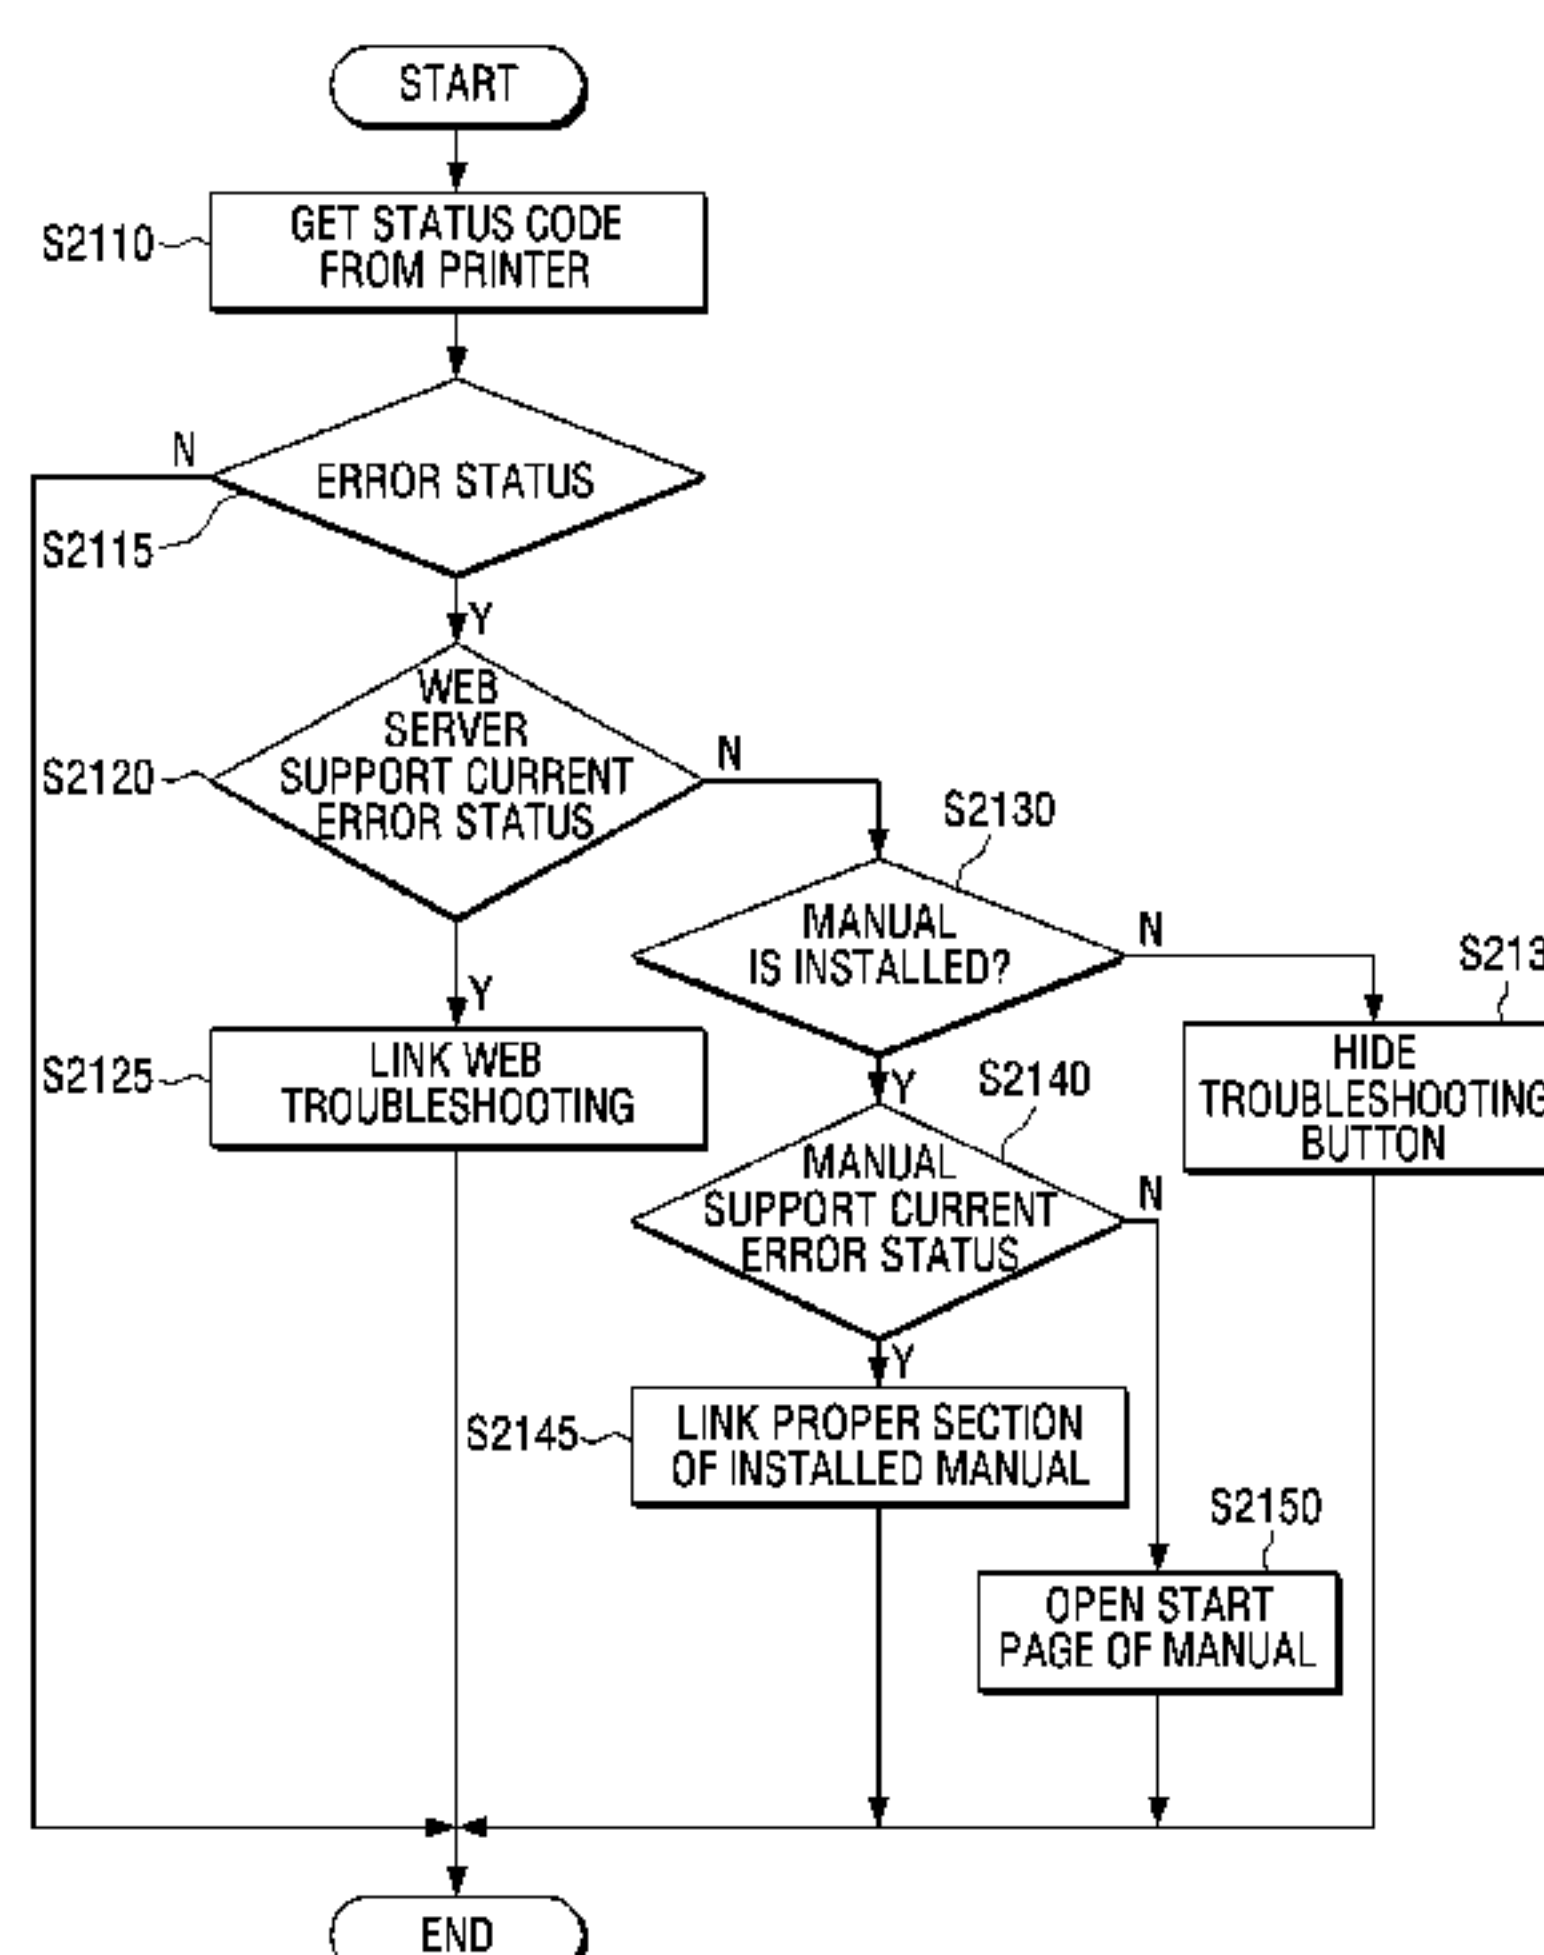 START
S2110
GET STATUS CODE
FROM PRINTER
N
ERROR STATUS
S2115
Y
WEB
SERVER
SUPPORT CURRENT
ERROR STATUS
S2120
N
S2130
MANUAL
IS INSTALLED?
N
S213
Y
LINK WEB
TROUBLESHOOTING
S2125
HIDE
TROUBLESHOOTING
BUTTON
Y
S2140
MANUAL
SUPPORT CURRENT
ERROR STATUS
N
Y
S2145
LINK PROPER SECTION
OF INSTALLED MANUAL
S2150
OPEN START
PAGE OF MANUAL
END